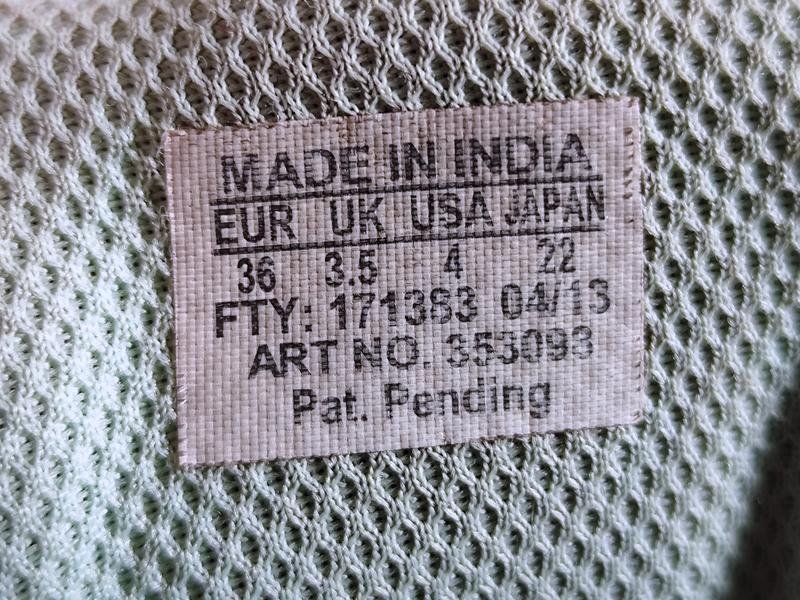 MADE IN INDIA
EUR UK USA JAPAN
36 3.5 4 22
FTY: 171383 04/13
ART NO. 353093
Pat. Pending